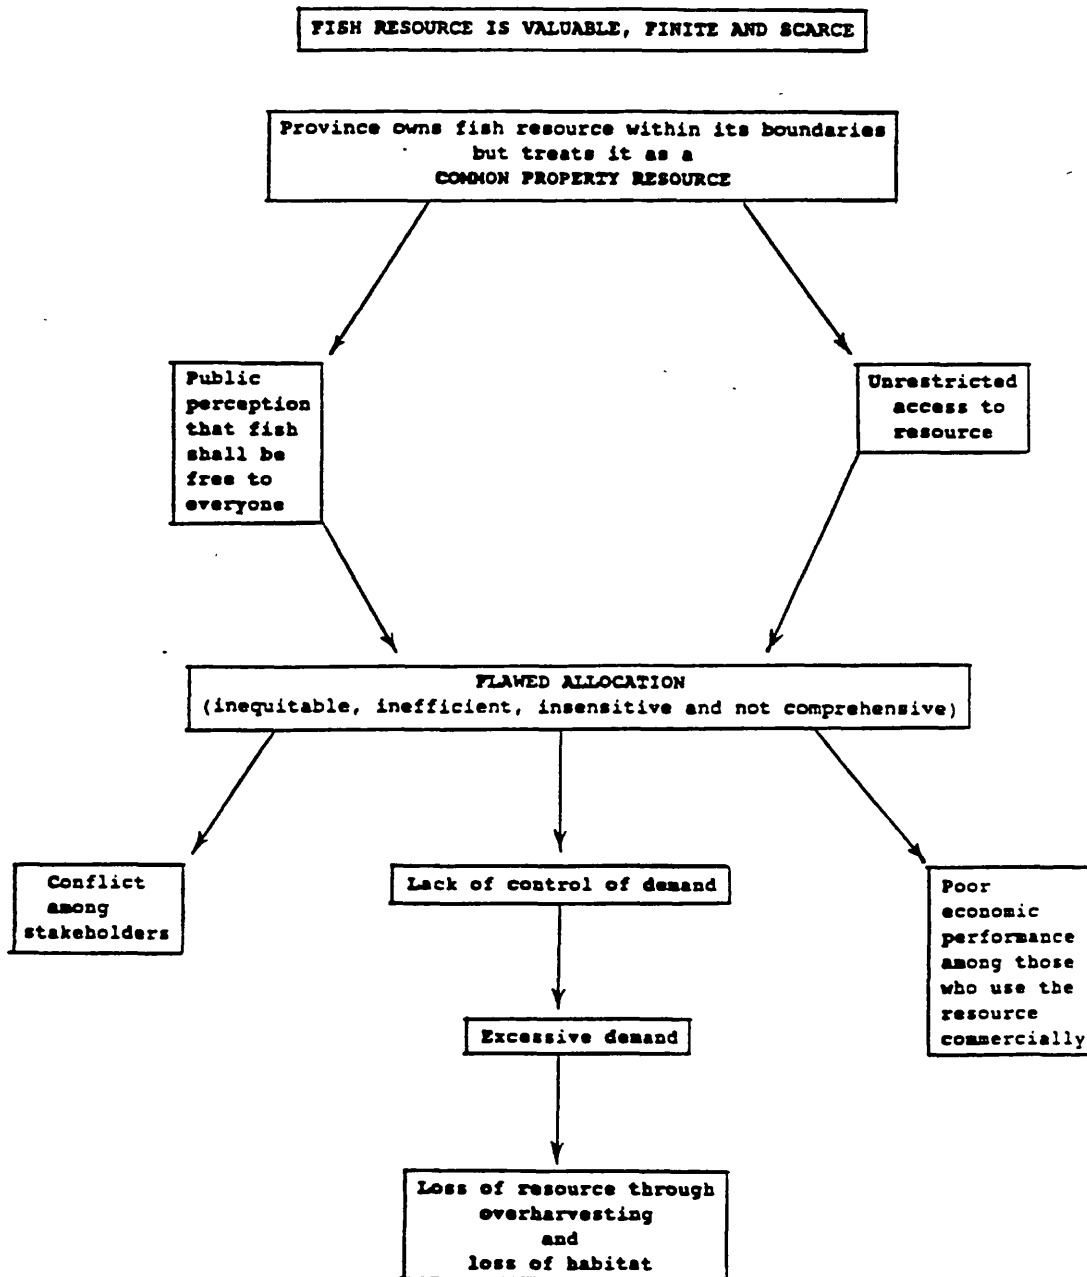 FISH RESOURCE IS VALUABLE, FINITE AND SCARCE
Province owns fish resource within its boundaries
but treats it as a
COMMON PROPERTY RESOURCE
Public
perception
that fish
shall be
free to
everyone
Unrestricted
access to
resource
FLAWED ALLOCATION
(inequitable, inefficient, insensitive and not comprehensive)
Conflict
among
stakeholders
Lack of control of demand
Poor
economic
performance
among those
who use the
resource
commercially
Excessive demand
Loss of resource through
overharvesting
and
loss of habitat